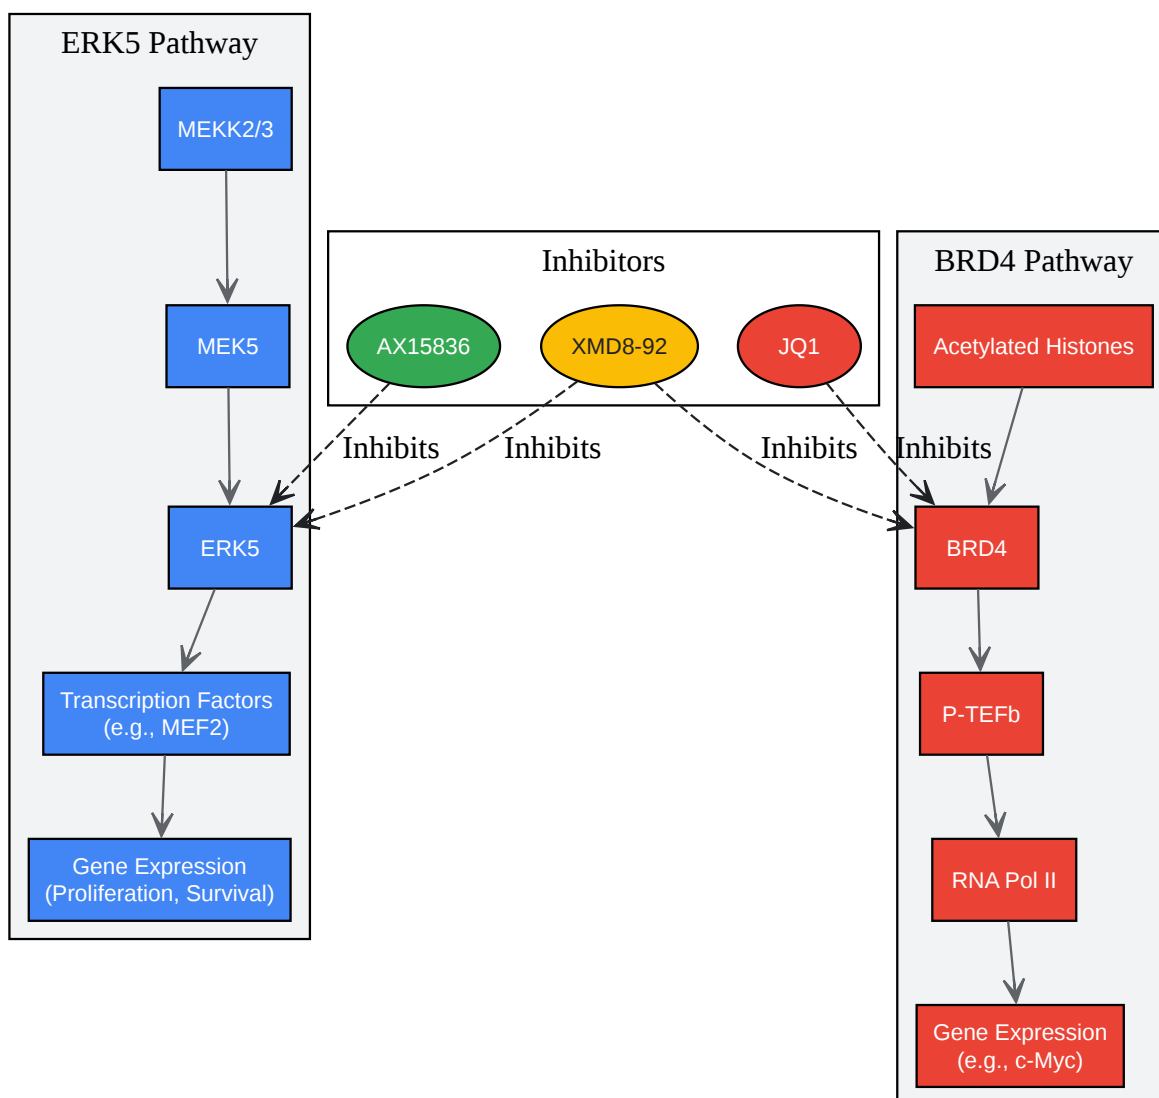 ERK5 Pathway
MEKK2/3
MEK5
ERK5
Transcription Factors
(e.g., MEF2)
Gene Expression
(Proliferation, Survival)
Inhibitors
AX15836
XMD8-92
JQ1
Inhibits
Inhibits
Inhibits
Inhibits
BRD4 Pathway
Acetylated Histones
BRD4
P-TEFb
RNA Pol II
Gene Expression
(e.g., c-Myc)